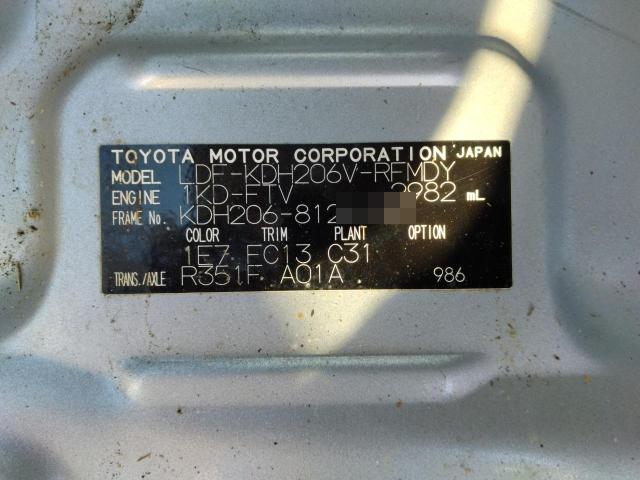 TOYOTA MOTOR CORPORATION JAPAN
MODEL LDF-KDH206V-RFMDY
ENGINE 1KD-FTV 2982 mL
FRAME No. KDH206-812
COLOR TRIM PLANT OPTION
1E7 FC13 C31
TRANS./AXLE R351F A01A 986